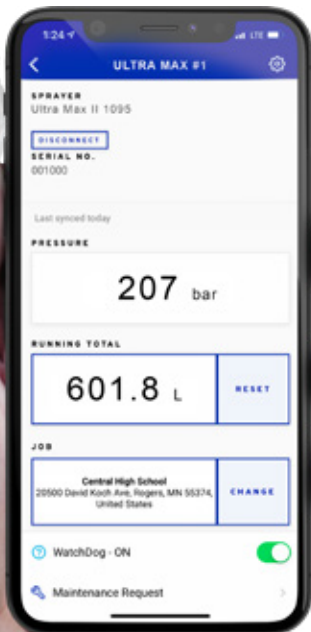 1:24
LTE
ULTRA MAX #1
SPRAYER
Ultra Max II 1095
DISCONNECT
SERIAL NO.
001000
Last synced today
PRESSURE
207 bar
RUNNING TOTAL
601.8 L
RESET
JOB
Central High School
20500 David Koch Ave, Rogers, MN 55374,
United States
CHANGE
WatchDog - ON
Maintenance Request